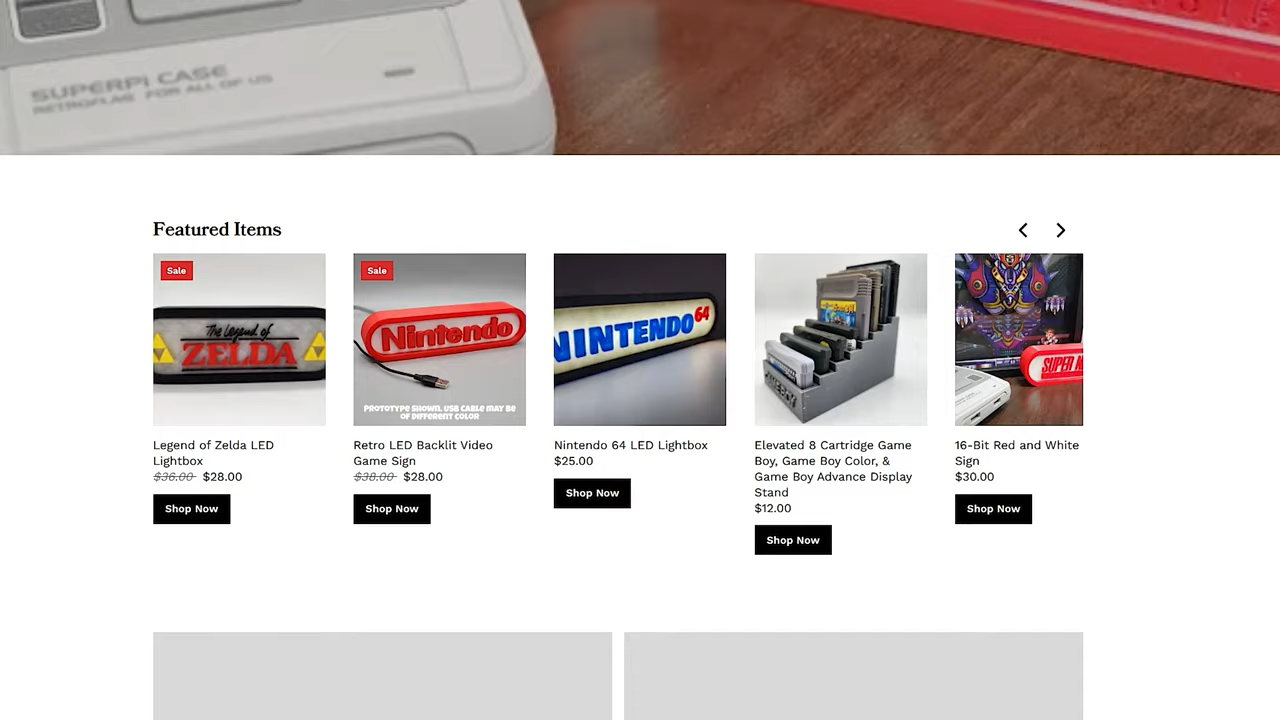 SUPERPI CASE
RETROFLAG FOR ALL OF US
Featured Items
Sale
The Legend of
ZELDA
Sale
Nintendo
PROTOTYPE SHOWN. USB CABLE MAY BE
OF DIFFERENT COLOR
NINTENDO 64
GAMEBOY
SUPER
Legend of Zelda LED
Lightbox
$36.00 $28.00
Shop Now
Retro LED Backlit Video
Game Sign
$38.00 $28.00
Shop Now
Nintendo 64 LED Lightbox
$25.00
Shop Now
Elevated 8 Cartridge Game
Boy, Game Boy Color, &
Game Boy Advance Display
Stand
$12.00
Shop Now
16-Bit Red and White
Sign
$30.00
Shop Now